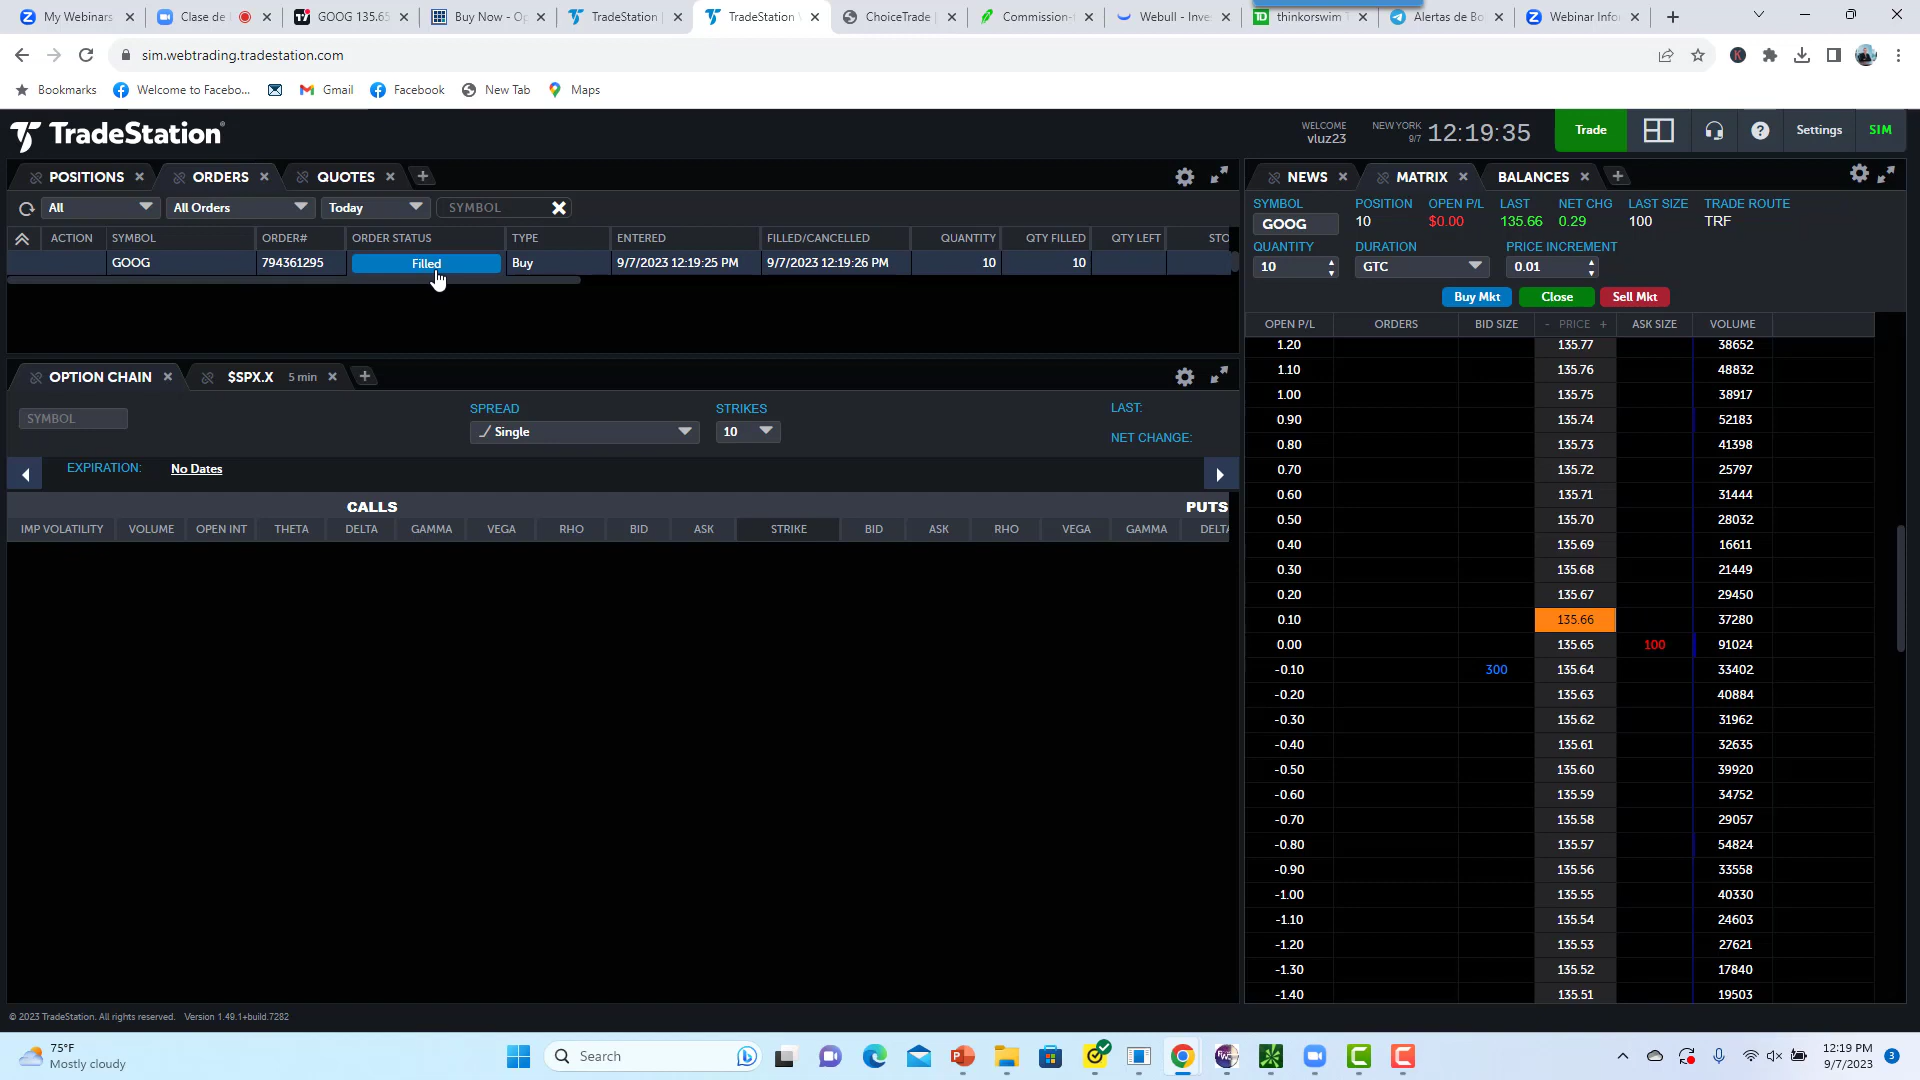 My Webinars
Clase de
GOOG 135.65
Buy Now - Op
TradeStation
TradeStation
ChoiceTrade
Commission-
Webull - Inves
thinkorswim
Alertas de Bo
Webinar Info
sim.webtrading.tradestation.com
Bookmarks
Welcome to Facebo...
Gmail
Facebook
New Tab
Maps
TradeStation
WELCOME
vluz23
NEW YORK
9/7
12:19:35
Trade
Settings
SIM
POSITIONS
ORDERS
QUOTES
All
All Orders
Today
SYMBOL
ACTION SYMBOL ORDER# ORDER STATUS TYPE ENTERED FILLED/CANCELLED QUANTITY QTY FILLED QTY LEFT STO
GOOG 794361295 Filled Buy 9/7/2023 12:19:25 PM 9/7/2023 12:19:26 PM 10 10
OPTION CHAIN
$SPX.X 5 min
SYMBOL
SPREAD
Single
STRIKES
10
LAST:
NET CHANGE:
EXPIRATION: No Dates
CALLS PUTS
IMP VOLATILITY VOLUME OPEN INT THETA DELTA GAMMA VEGA RHO BID ASK STRIKE BID ASK RHO VEGA GAMMA DELTA
NEWS
MATRIX
BALANCES
SYMBOL POSITION OPEN P/L LAST NET CHG LAST SIZE TRADE ROUTE
GOOG 10 $0.00 135.66 0.29 100 TRF
QUANTITY DURATION PRICE INCREMENT
10 GTC 0.01
Buy Mkt Close Sell Mkt
OPEN P/L ORDERS BID SIZE - PRICE + ASK SIZE VOLUME
1.20 135.77 38652
1.10 135.76 48832
1.00 135.75 38917
0.90 135.74 52183
0.80 135.73 41398
0.70 135.72 25797
0.60 135.71 31444
0.50 135.70 28032
0.40 135.69 16611
0.30 135.68 21449
0.20 135.67 29450
0.10 135.66 37280
0.00 135.65 100 91024
-0.10 300 135.64 33402
-0.20 135.63 40884
-0.30 135.62 31962
-0.40 135.61 32635
-0.50 135.60 39920
-0.60 135.59 34752
-0.70 135.58 29057
-0.80 135.57 54824
-0.90 135.56 33558
-1.00 135.55 40330
-1.10 135.54 24603
-1.20 135.53 27621
-1.30 135.52 17840
-1.40 135.51 19503
© 2023 TradeStation. All rights reserved. Version 1.49.1+build.7282
75°F
Mostly cloudy
Search
12:19 PM
9/7/2023
3